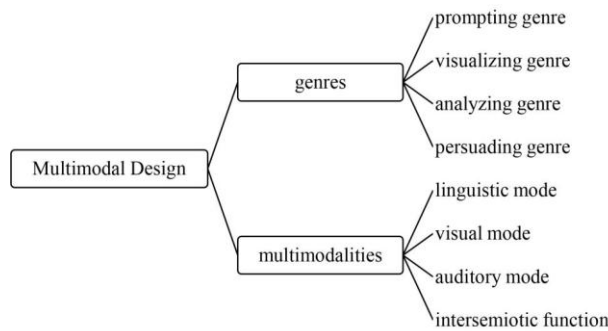 prompting genre
visualizing genre
genres
analyzing genre
persuading genre
Multimodal Design
linguistic mode
visual mode
multimodalities
auditory mode
intersemiotic function